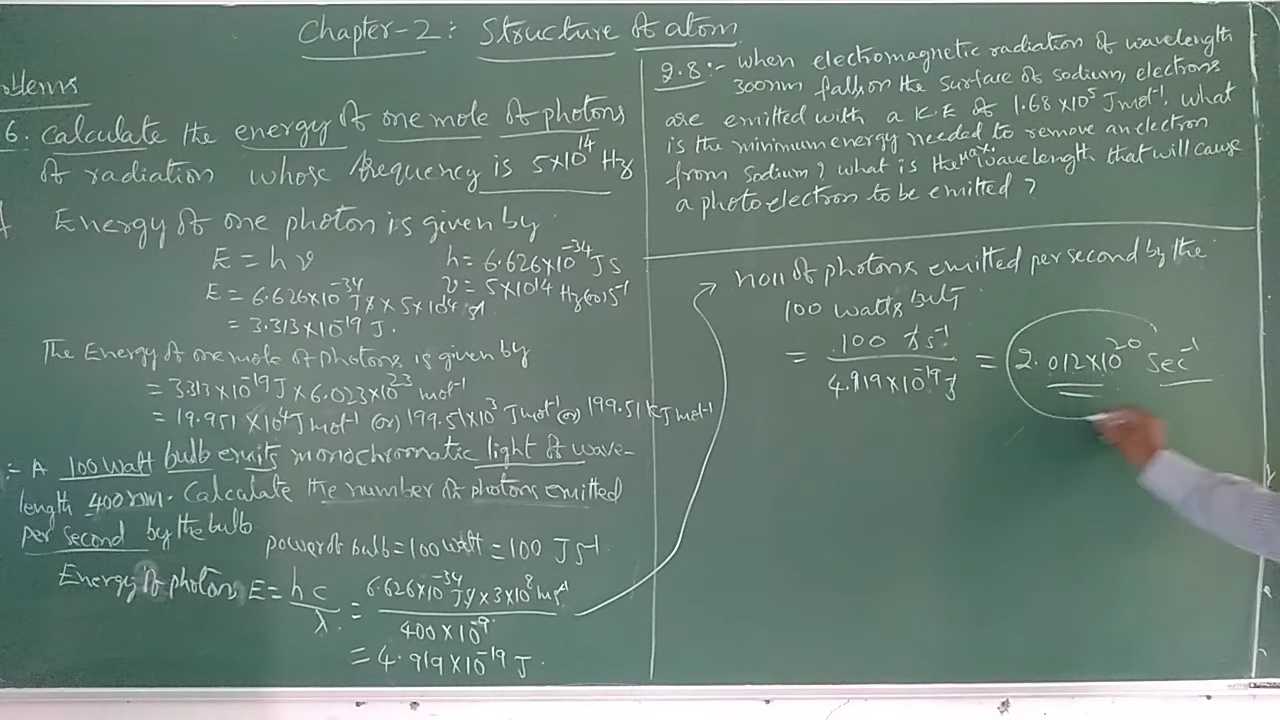 Chapter-2: Structure of atom
oblems
6. Calculate the energy of one mole of photons
of radiation whose frequency is 5×10¹⁴ Hz
Energy of one photon is given by
E = hν h = 6.626×10⁻³⁴ JS
E = 6.626×10⁻³⁴ J s × 5×10¹⁴ s⁻¹ ν = 5×10¹⁴ Hz (or) S⁻¹
= 3.313×10⁻¹⁹ J.
The Energy of one mole of photons is given by
= 3.313×10⁻¹⁹ J × 6.023×10²³ mol⁻¹
= 19.951 ×10⁴ J mol⁻¹ (or) 199.51×10³ J mol⁻¹ (or) 199.51 kJ mol⁻¹
:- A 100 Watt bulb emits monochromatic light of wave-
length 400 nm. Calculate the number of photons emitted
per second by the bulb
power of bulb = 100 watt = 100 JS⁻¹
Energy of photon E = hc/λ = 6.626×10⁻³⁴ J s × 3×10⁸ ms⁻¹ / 400×10⁻⁹
= 4.919×10⁻¹⁹ J.
2.8:- When electromagnetic radiation of wavelength
300nm falls on the surface of sodium, electrons
are emitted with a K.E of 1.68×10⁵ J mol⁻¹. What
is the minimum energy needed to remove an electron
from sodium? What is the Max. wavelength that will cause
a photoelectron to be emitted?
of photons emitted per second by the
100 watts
= 100 J s⁻¹ / 4.919×10⁻¹⁹ J = 2.012×10²⁰ Sec⁻¹